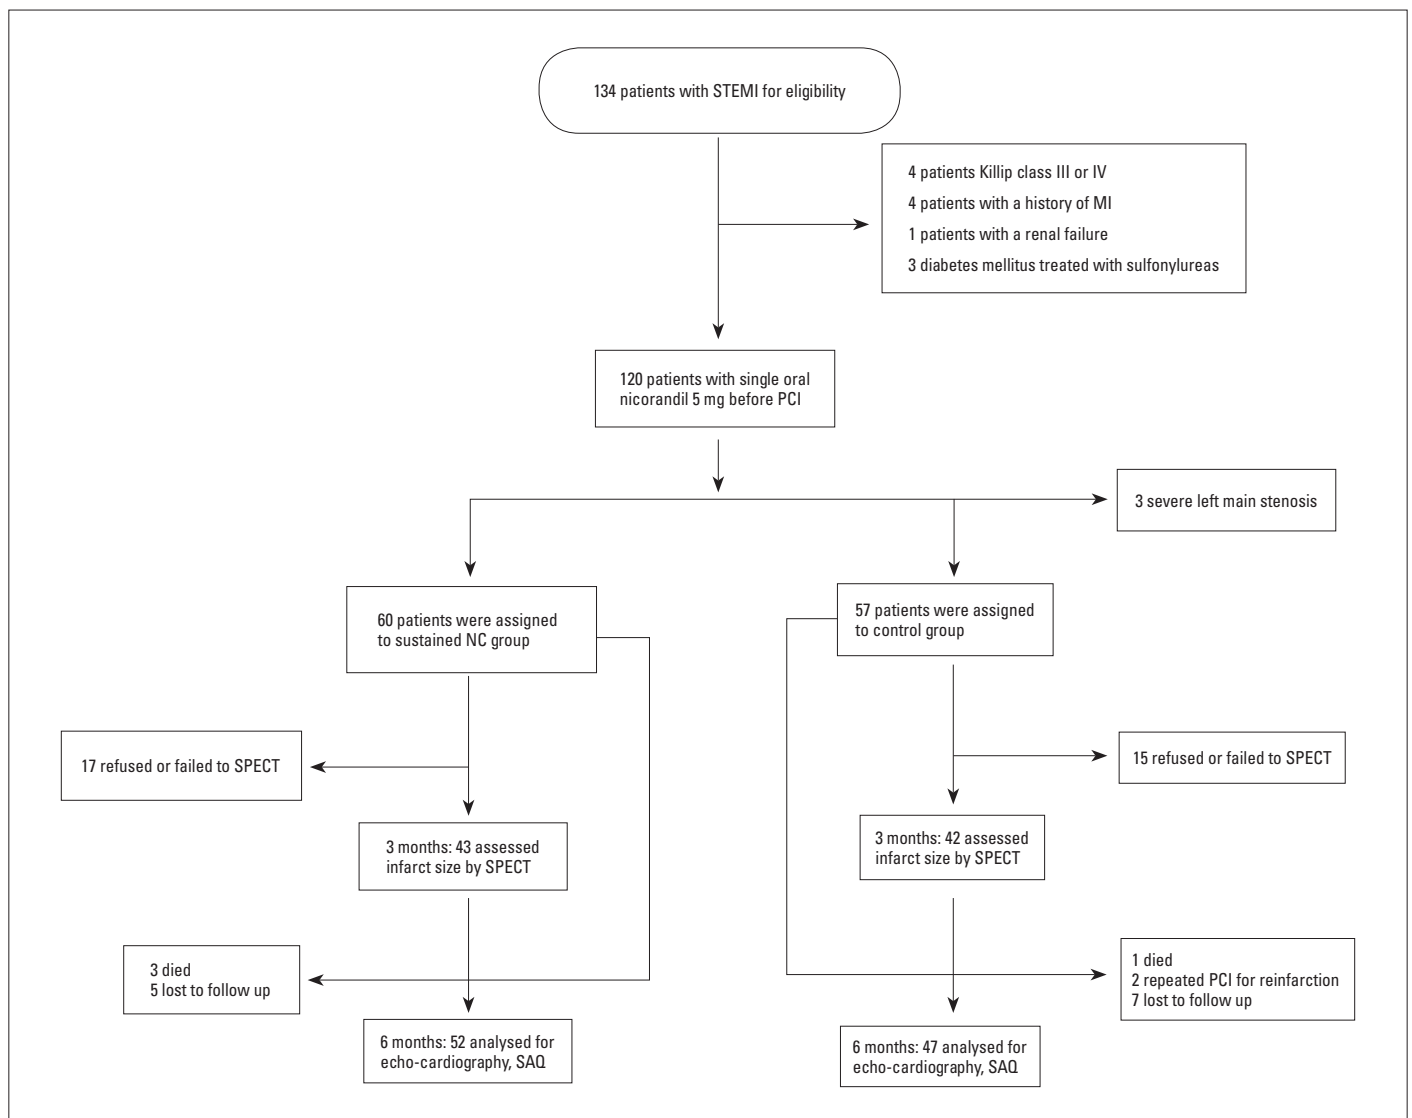 134 patients with STEMI for eligibility
4 patients Killip class III or IV
4 patients with a history of MI
1 patients with a renal failure
3 diabetes mellitus treated with sulfonylureas
120 patients with single oral
nicorandil 5 mg before PCI
3 severe left main stenosis
60 patients were assigned
to sustained NC group
57 patients were assigned
to control group
17 refused or failed to SPECT
15 refused or failed to SPECT
3 months: 43 assessed
infarct size by SPECT
3 months: 42 assessed
infarct size by SPECT
3 died
5 lost to follow up
1 died
2 repeated PCI for reinfarction
7 lost to follow up
6 months: 52 analysed for
echo-cardiography, SAQ
6 months: 47 analysed for
echo-cardiography, SAQ